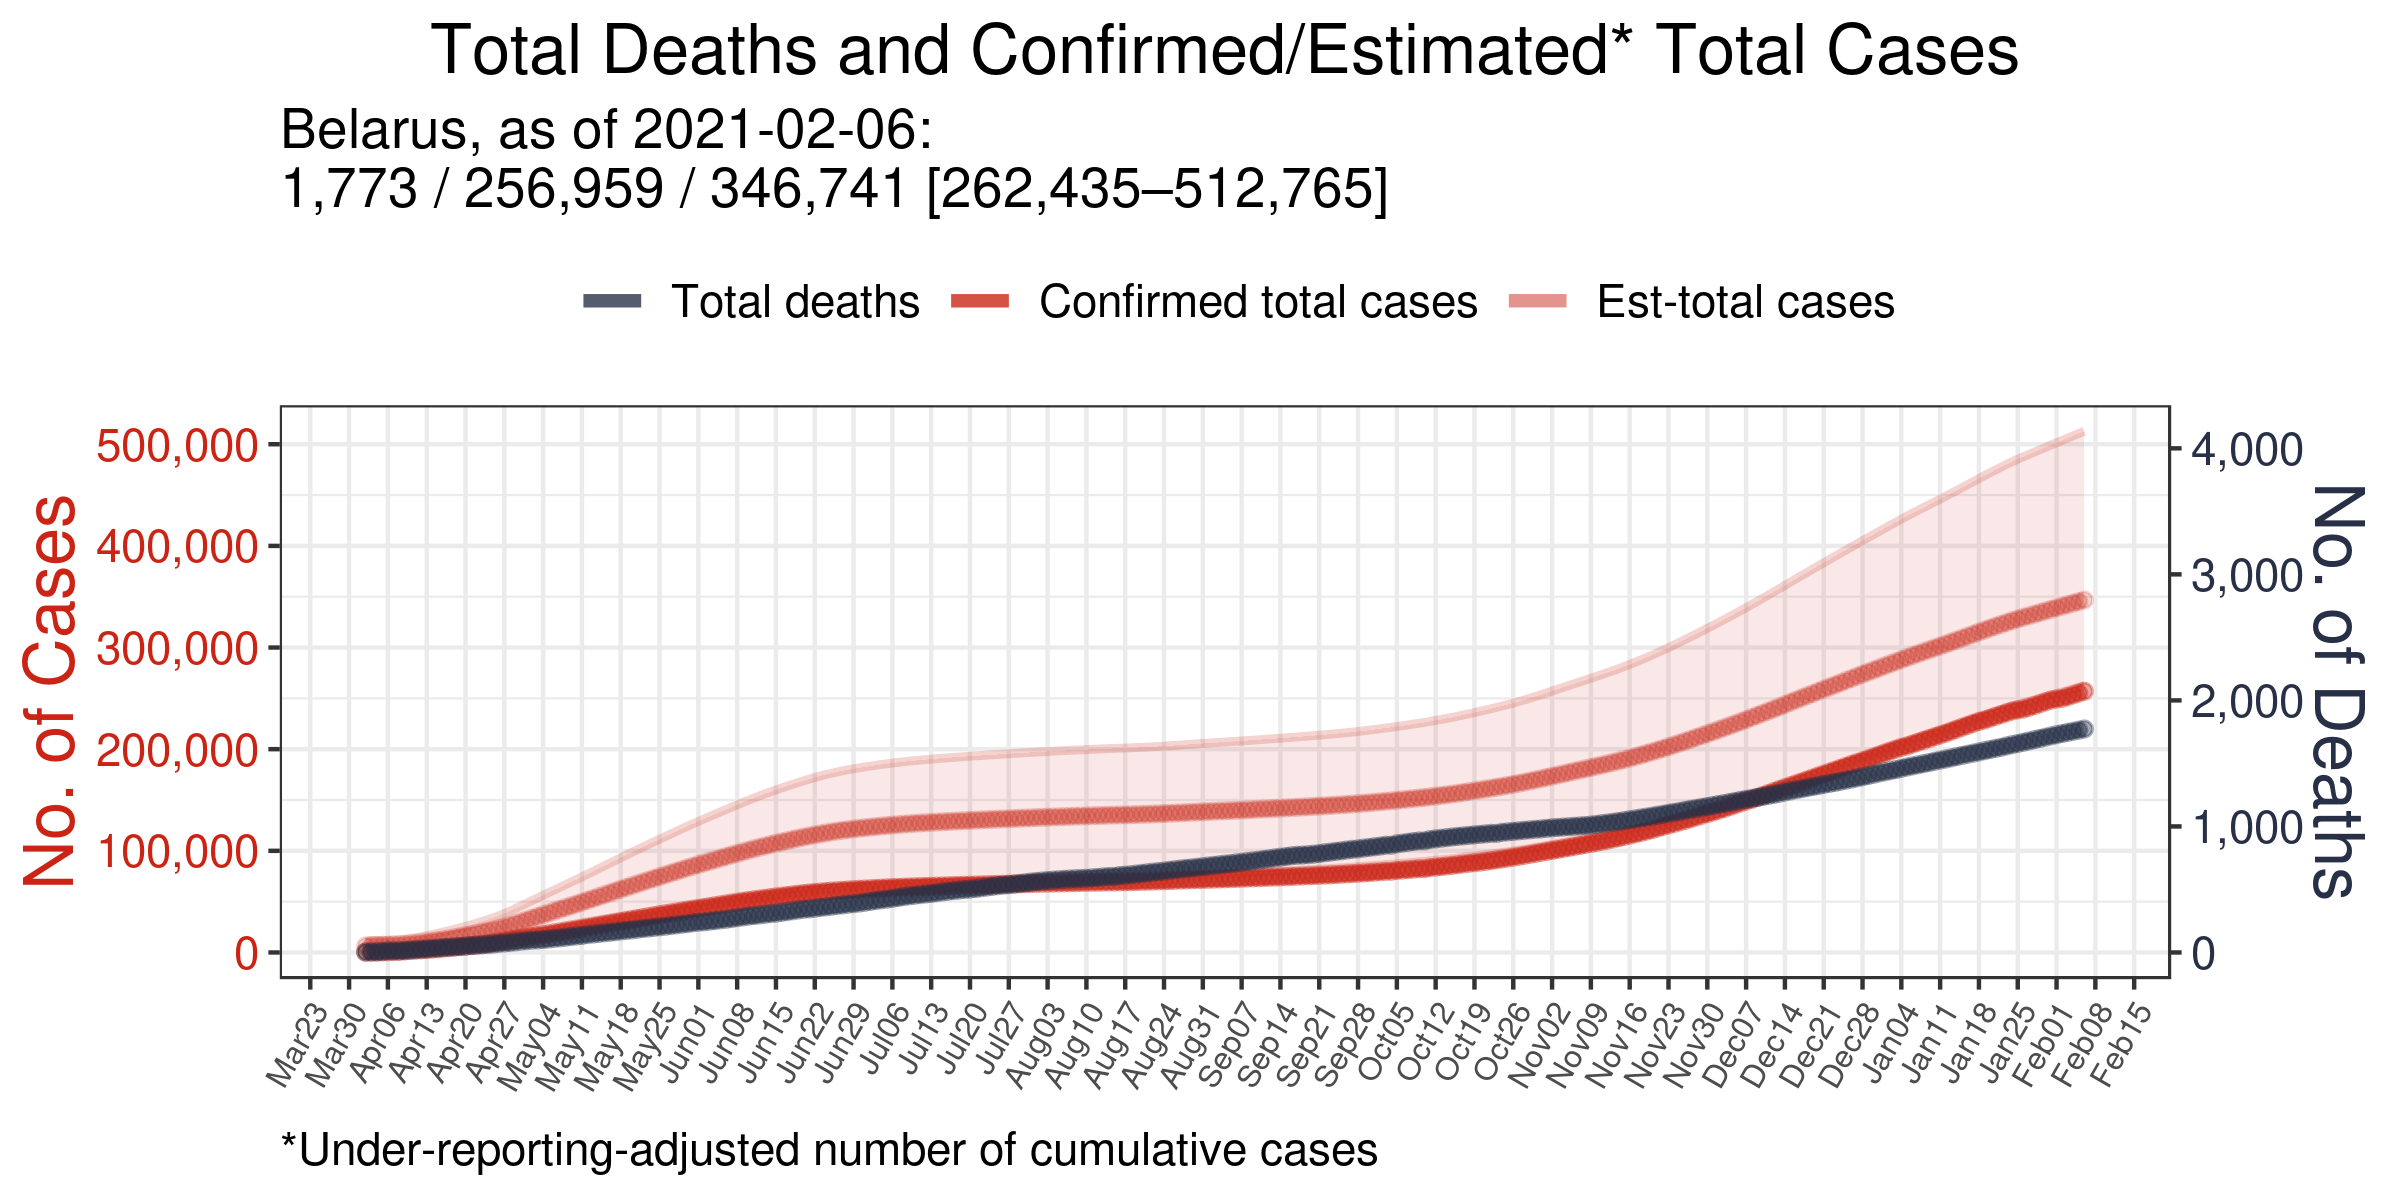 Total Deaths and Confirmed/Estimated* Total Cases
Belarus, as of 2021-02-06:
1,773 / 256,959 / 346,741 [262,435–512,765]
Total deaths
Confirmed total cases
Est-total cases
No. of Cases
500,000
400,000
300,000
200,000
100,000
0
4,000
3,000
2,000
1,000
0
No. of Deaths
Mar23
Mar30
Apr06
Apr13
Apr20
Apr27
May04
May11
May18
May25
Jun01
Jun08
Jun15
Jun22
Jun29
Jul06
Jul13
Jul20
Jul27
Aug03
Aug10
Aug17
Aug24
Aug31
Sep07
Sep14
Sep21
Sep28
Oct05
Oct12
Oct19
Oct26
Nov02
Nov09
Nov16
Nov23
Nov30
Dec07
Dec14
Dec21
Dec28
Jan04
Jan11
Jan18
Jan25
Feb01
Feb08
Feb15
*Under-reporting-adjusted number of cumulative cases